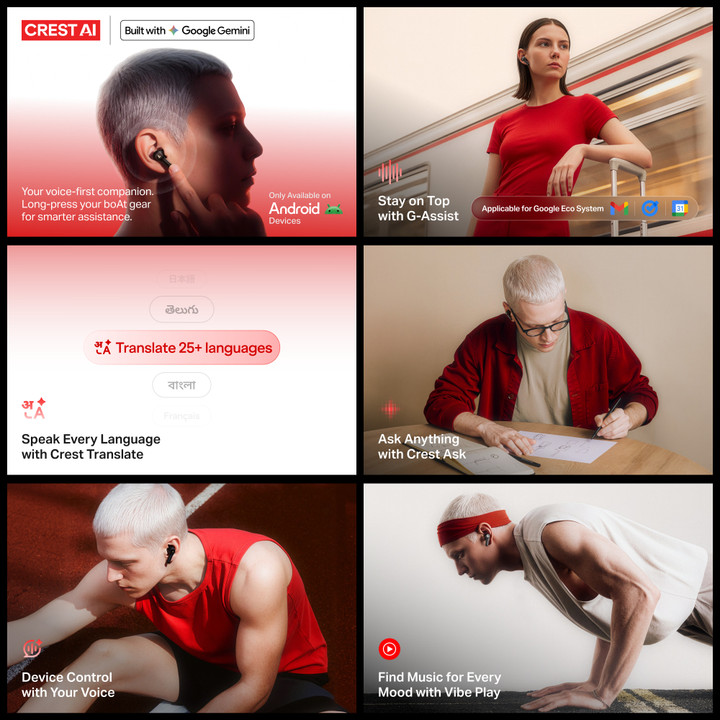 CREST AI
Built with Google Gemini
Your voice-first companion.
Long-press your boAt gear
for smarter assistance.
Only Available on
Android
Devices
Stay on Top
with G-Assist
Applicable for Google Eco System
31
日本語
తెలుగు
अ A Translate 25+ languages
বাংলা
Français
अ A
Speak Every Language
with Crest Translate
Ask Anything
with Crest Ask
Device Control
with Your Voice
Find Music for Every
Mood with Vibe Play